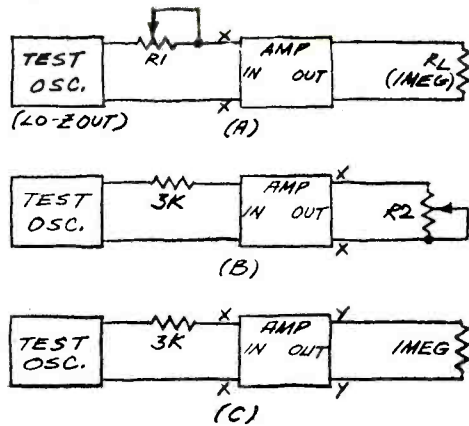 R1
X
TEST OSC.
AMP
IN OUT
RL
(1MEG)
X
(LO-Z OUT)
(A)
X
TEST OSC.
3K
AMP
IN OUT
R2
X
(B)
X
Y
TEST OSC.
3K
AMP
IN OUT
1MEG
X
Y
(C)